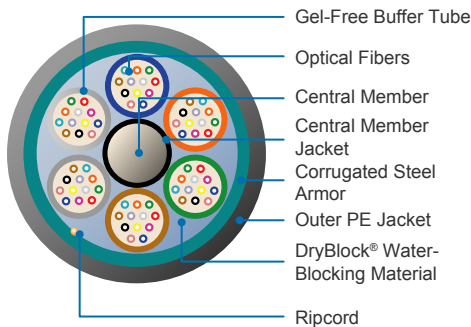 Gel-Free Buffer Tube
Optical Fibers
Central Member
Central Member
Jacket
Corrugated Steel
Armor
Outer PE Jacket
DryBlock® Water-
Blocking Material
Ripcord